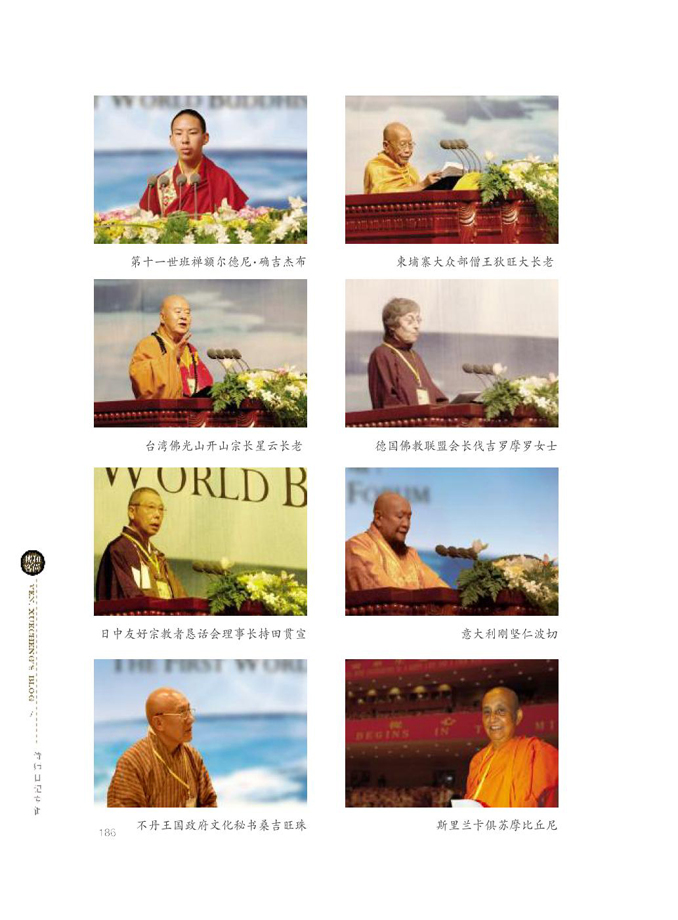 T WORLD BUDDHIS
第十一世班禅额尔德尼·确吉杰布
柬埔寨大众部僧王狄旺大长老
台湾佛光山开山宗长星云长老
德国佛教联盟会长伐吉罗摩罗女士
WORLD B
FORUM
日中友好宗教者恳话会理事长持田贯宣
意大利刚坚仁波切
THE FIRST WORL
BEGINS IN T MI
不丹王国政府文化秘书桑吉旺珠
斯里兰卡俱苏摩比丘尼
VEN. XUECHENG'S BLOG
186